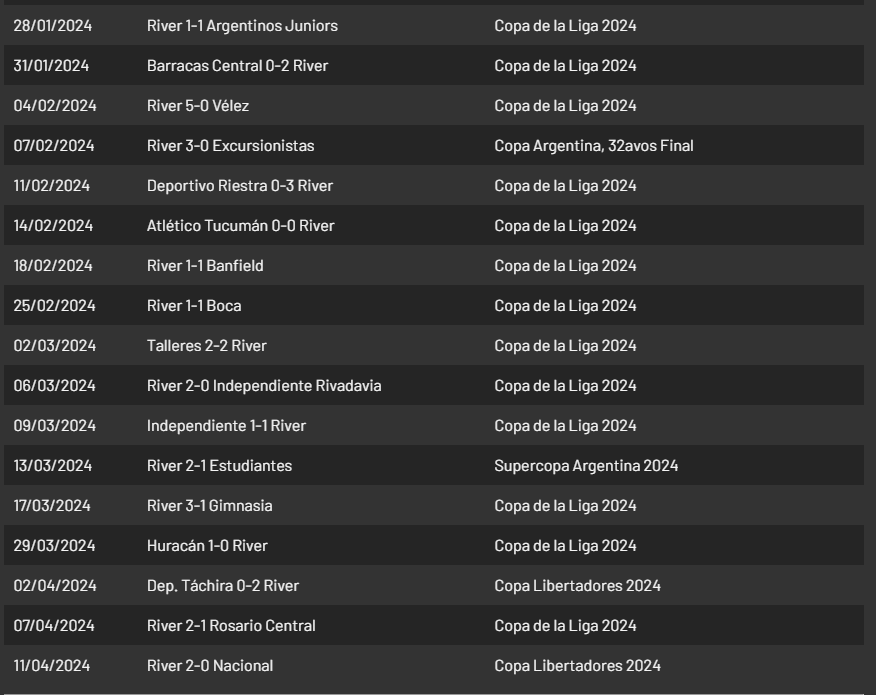 28/01/2024 River 1-1 Argentinos Juniors Copa de la Liga 2024
31/01/2024 Barracas Central 0-2 River Copa de la Liga 2024
04/02/2024 River 5-0 Vélez Copa de la Liga 2024
07/02/2024 River 3-0 Excursionistas Copa Argentina, 32avos Final
11/02/2024 Deportivo Riestra 0-3 River Copa de la Liga 2024
14/02/2024 Atlético Tucumán 0-0 River Copa de la Liga 2024
18/02/2024 River 1-1 Banfield Copa de la Liga 2024
25/02/2024 River 1-1 Boca Copa de la Liga 2024
02/03/2024 Talleres 2-2 River Copa de la Liga 2024
06/03/2024 River 2-0 Independiente Rivadavia Copa de la Liga 2024
09/03/2024 Independiente 1-1 River Copa de la Liga 2024
13/03/2024 River 2-1 Estudiantes Supercopa Argentina 2024
17/03/2024 River 3-1 Gimnasia Copa de la Liga 2024
29/03/2024 Huracán 1-0 River Copa de la Liga 2024
02/04/2024 Dep. Táchira 0-2 River Copa Libertadores 2024
07/04/2024 River 2-1 Rosario Central Copa de la Liga 2024
11/04/2024 River 2-0 Nacional Copa Libertadores 2024